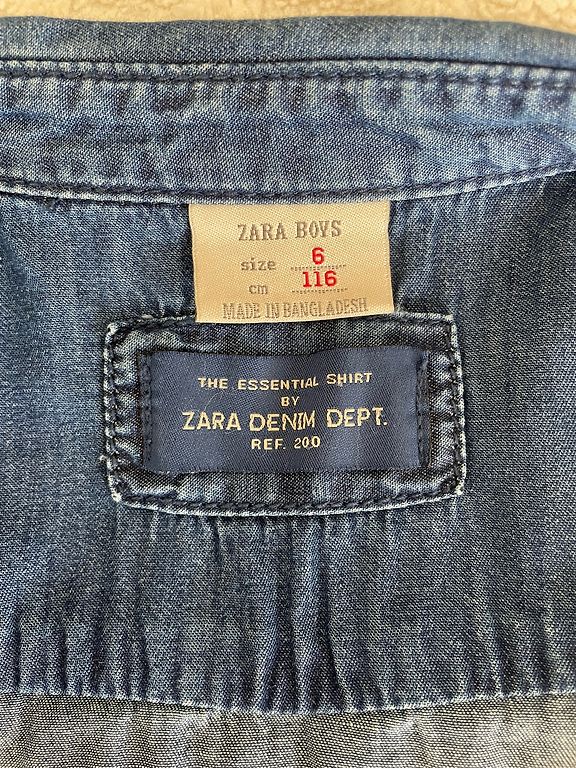 ZARA BOYS
size 6
cm 116
MADE IN BANGLADESH
THE ESSENTIAL SHIRT
BY
ZARA DENIM DEPT.
REF. 200